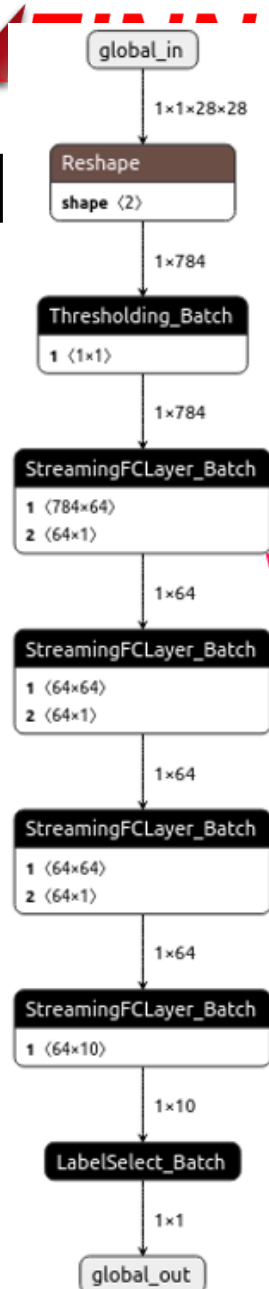 global_in
1×1×28×28
Reshape
shape ⟨2⟩
1×784
Thresholding_Batch
1 ⟨1×1⟩
1×784
StreamingFCLayer_Batch
1 ⟨784×64⟩
2 ⟨64×1⟩
1×64
StreamingFCLayer_Batch
1 ⟨64×64⟩
2 ⟨64×1⟩
1×64
StreamingFCLayer_Batch
1 ⟨64×64⟩
2 ⟨64×1⟩
1×64
StreamingFCLayer_Batch
1 ⟨64×10⟩
1×10
LabelSelect_Batch
1×1
global_out